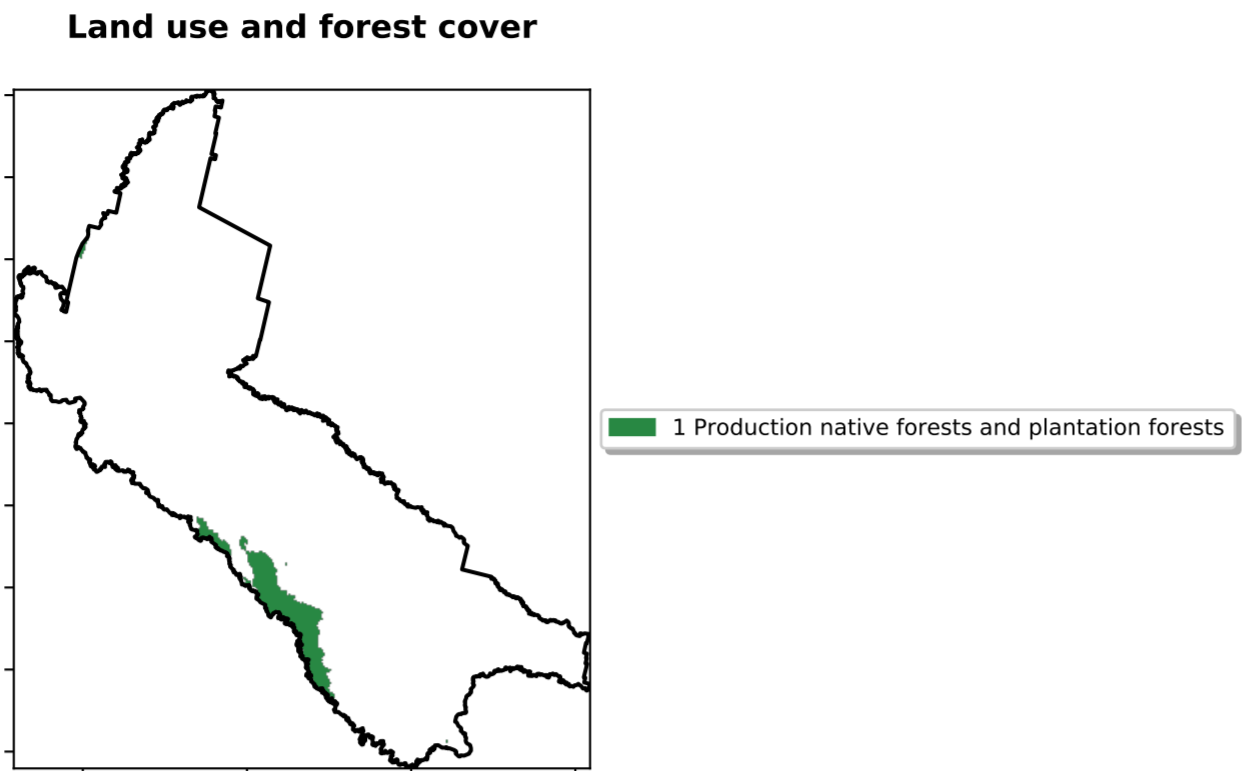 Land use and forest cover
1 Production native forests and plantation forests